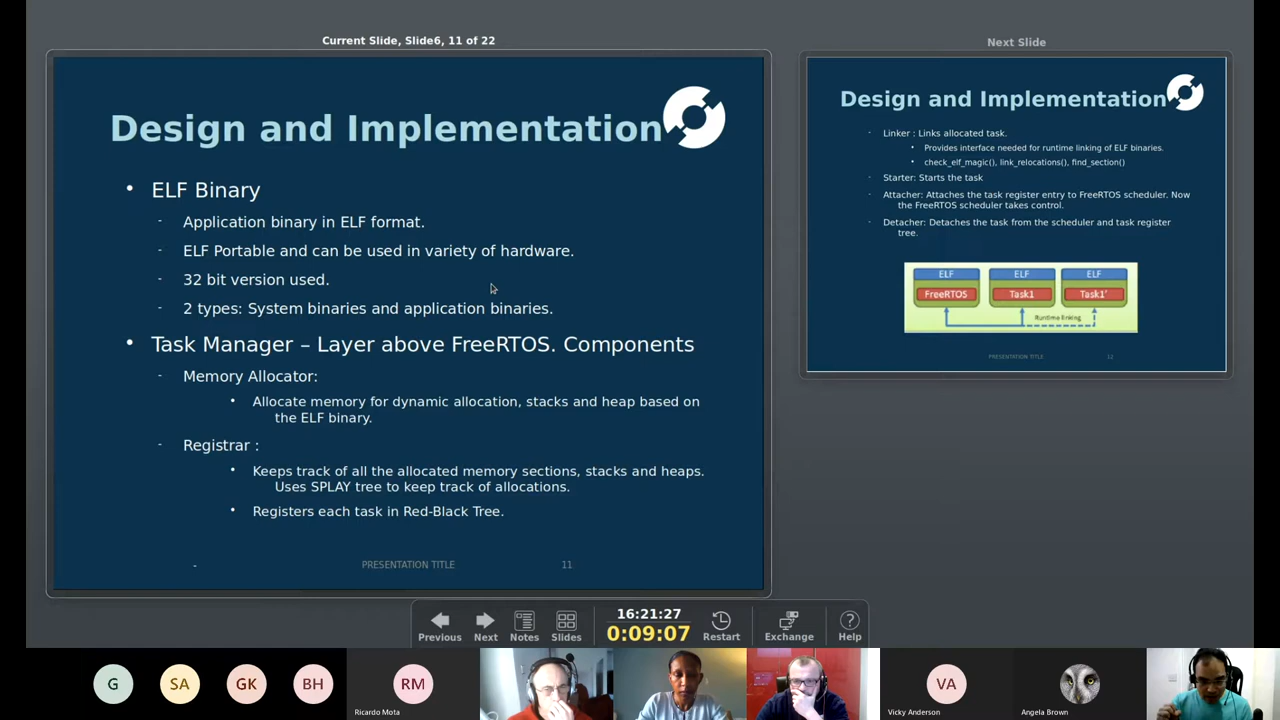 Current Slide, Slide6, 11 of 22
Design and Implementation
• ELF Binary
- Application binary in ELF format.
- ELF Portable and can be used in variety of hardware.
- 32 bit version used.
- 2 types: System binaries and application binaries.
• Task Manager – Layer above FreeRTOS. Components
- Memory Allocator:
• Allocate memory for dynamic allocation, stacks and heap based on
the ELF binary.
- Registrar :
• Keeps track of all the allocated memory sections, stacks and heaps.
Uses SPLAY tree to keep track of allocations.
• Registers each task in Red-Black Tree.
-
PRESENTATION TITLE 11
Next Slide
Design and Implementation
- Linker : Links allocated task.
• Provides interface needed for runtime linking of ELF binaries.
• check_elf_magic(), link_relocations(), find_section()
- Starter: Starts the task
- Attacher: Attaches the task register entry to FreeRTOS scheduler. Now
the FreeRTOS scheduler takes control.
- Detacher: Detaches the task from the scheduler and task register
tree.
ELF ELF ELF
FreeRTOS Task1 Task1'
Runtime linking
PRESENTATION TITLE 12
Previous Next Notes Slides
16:21:27
0:09:07
Restart Exchange Help
G SA GK BH RM VA
Ricardo Mota Vicky Anderson Angela Brown